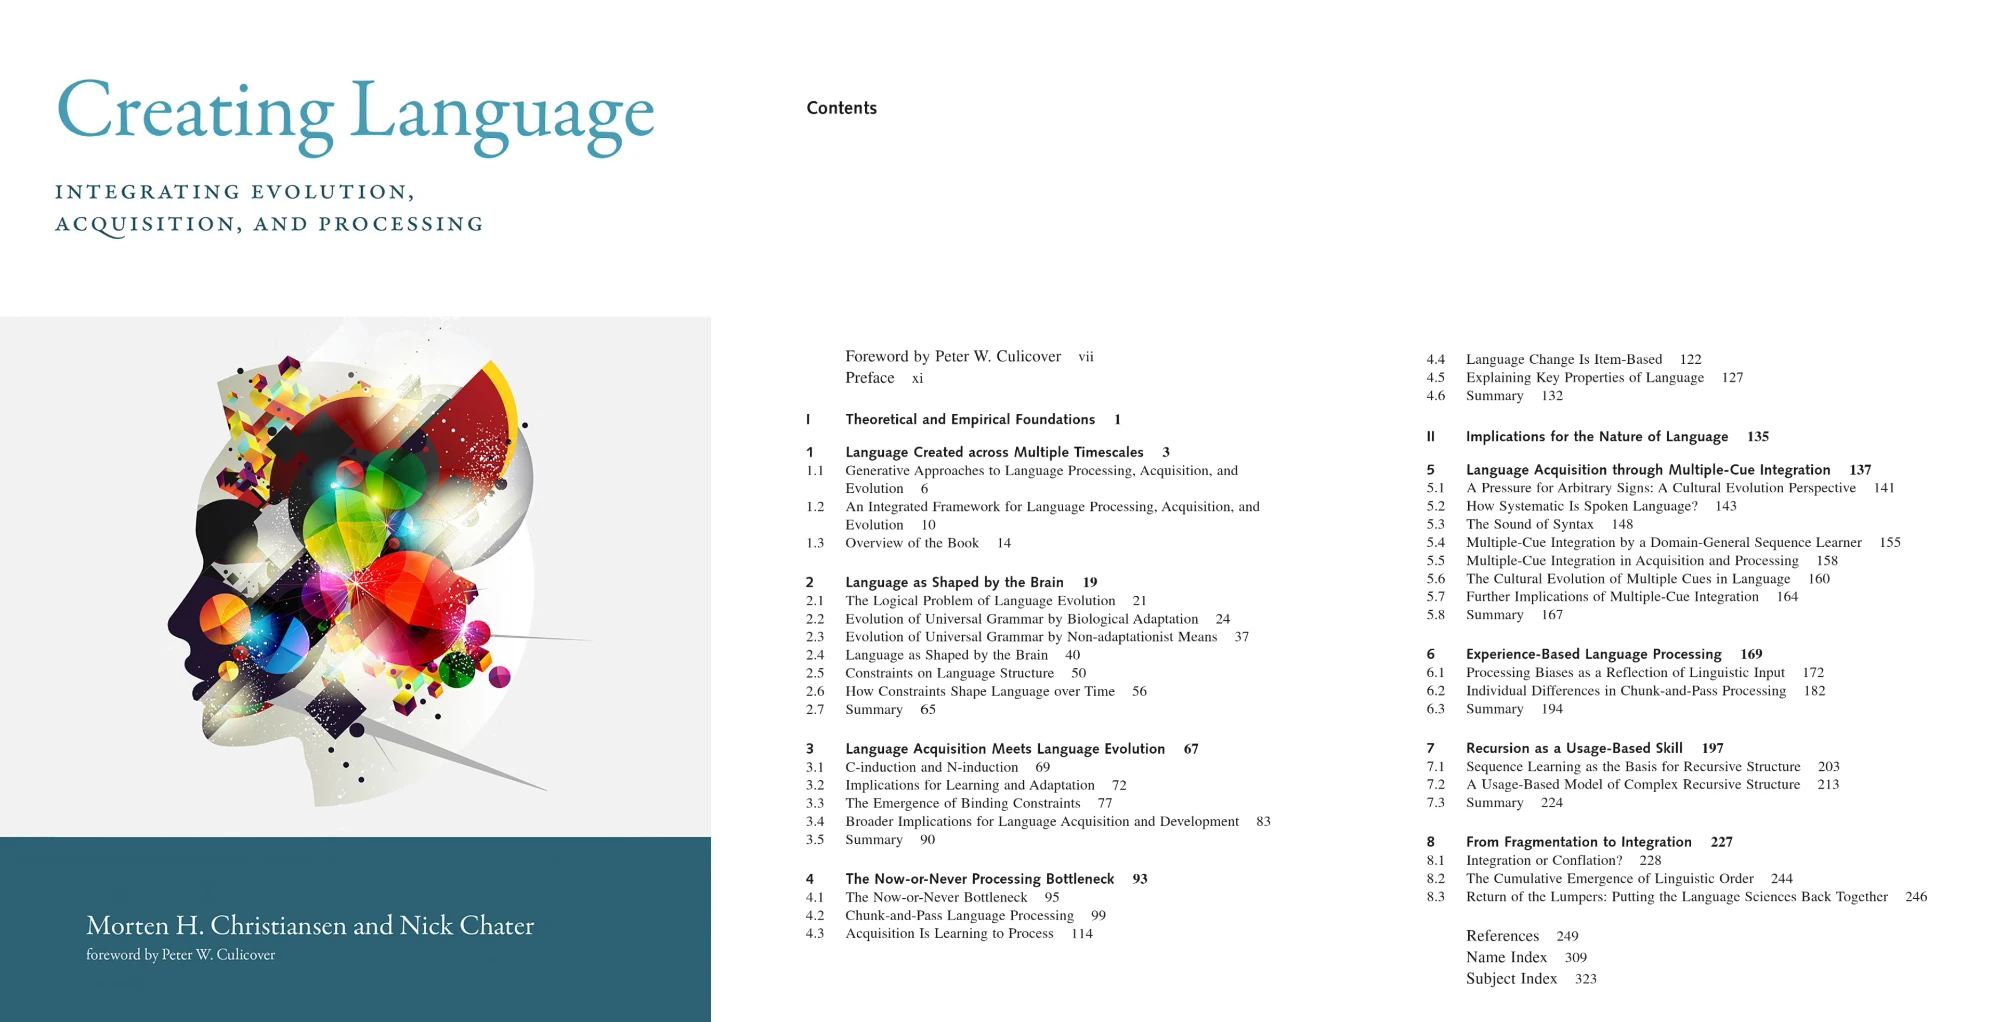 Creating Language
INTEGRATING EVOLUTION,
ACQUISITION, AND PROCESSING
Morten H. Christiansen and Nick Chater
foreword by Peter W. Culicover
Contents
Foreword by Peter W. Culicover vii
Preface xi
I Theoretical and Empirical Foundations 1
1 Language Created across Multiple Timescales 3
1.1 Generative Approaches to Language Processing, Acquisition, and
Evolution 6
1.2 An Integrated Framework for Language Processing, Acquisition, and
Evolution 10
1.3 Overview of the Book 14
2 Language as Shaped by the Brain 19
2.1 The Logical Problem of Language Evolution 21
2.2 Evolution of Universal Grammar by Biological Adaptation 24
2.3 Evolution of Universal Grammar by Non-adaptationist Means 37
2.4 Language as Shaped by the Brain 40
2.5 Constraints on Language Structure 50
2.6 How Constraints Shape Language over Time 56
2.7 Summary 65
3 Language Acquisition Meets Language Evolution 67
3.1 C-induction and N-induction 69
3.2 Implications for Learning and Adaptation 72
3.3 The Emergence of Binding Constraints 77
3.4 Broader Implications for Language Acquisition and Development 83
3.5 Summary 90
4 The Now-or-Never Processing Bottleneck 93
4.1 The Now-or-Never Bottleneck 95
4.2 Chunk-and-Pass Language Processing 99
4.3 Acquisition Is Learning to Process 114
4.4 Language Change Is Item-Based 122
4.5 Explaining Key Properties of Language 127
4.6 Summary 132
II Implications for the Nature of Language 135
5 Language Acquisition through Multiple-Cue Integration 137
5.1 A Pressure for Arbitrary Signs: A Cultural Evolution Perspective 141
5.2 How Systematic Is Spoken Language? 143
5.3 The Sound of Syntax 148
5.4 Multiple-Cue Integration by a Domain-General Sequence Learner 155
5.5 Multiple-Cue Integration in Acquisition and Processing 158
5.6 The Cultural Evolution of Multiple Cues in Language 160
5.7 Further Implications of Multiple-Cue Integration 164
5.8 Summary 167
6 Experience-Based Language Processing 169
6.1 Processing Biases as a Reflection of Linguistic Input 172
6.2 Individual Differences in Chunk-and-Pass Processing 182
6.3 Summary 194
7 Recursion as a Usage-Based Skill 197
7.1 Sequence Learning as the Basis for Recursive Structure 203
7.2 A Usage-Based Model of Complex Recursive Structure 213
7.3 Summary 224
8 From Fragmentation to Integration 227
8.1 Integration or Conflation? 228
8.2 The Cumulative Emergence of Linguistic Order 244
8.3 Return of the Lumpers: Putting the Language Sciences Back Together 246
References 249
Name Index 309
Subject Index 323